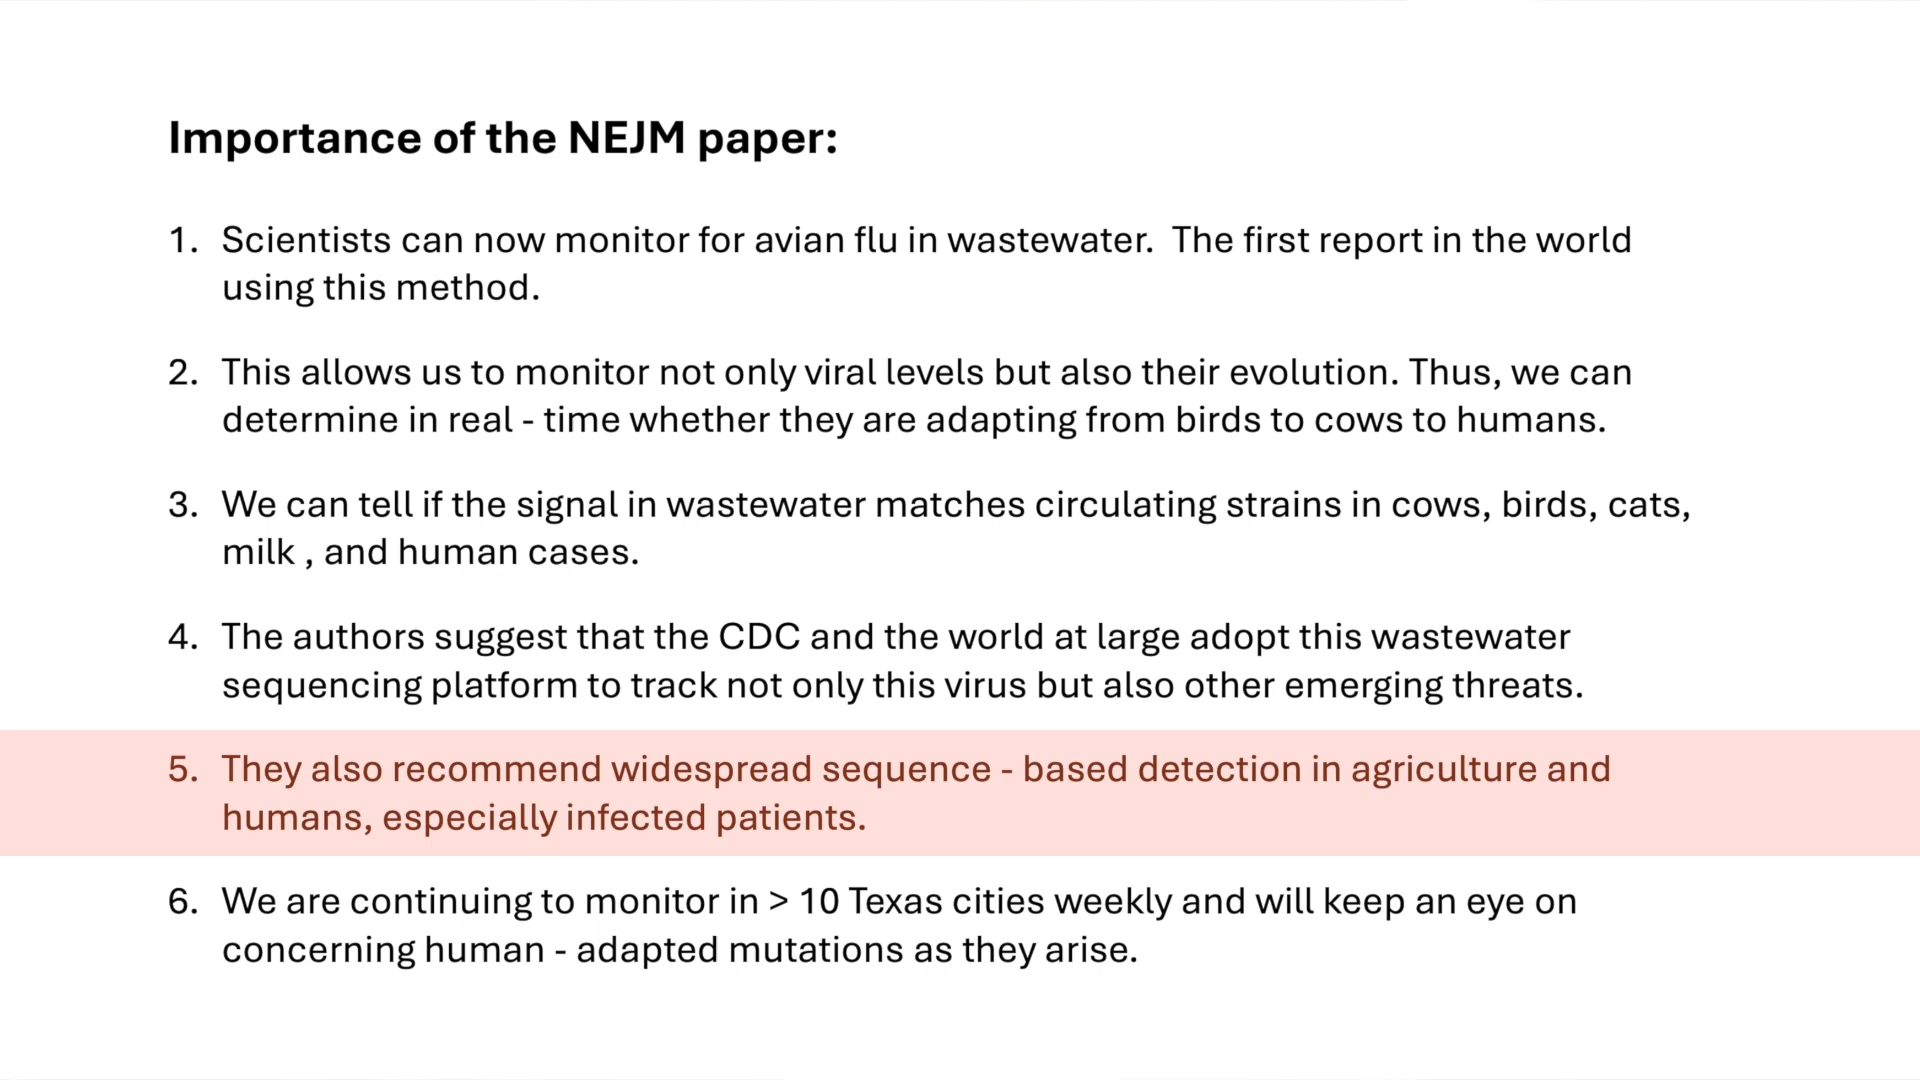 Importance of the NEJM paper:
1. Scientists can now monitor for avian flu in wastewater.  The first report in the world
using this method.
2. This allows us to monitor not only viral levels but also their evolution. Thus, we can
determine in real - time whether they are adapting from birds to cows to humans.
3. We can tell if the signal in wastewater matches circulating strains in cows, birds, cats,
milk , and human cases.
4. The authors suggest that the CDC and the world at large adopt this wastewater
sequencing platform to track not only this virus but also other emerging threats.
5. They also recommend widespread sequence - based detection in agriculture and
humans, especially infected patients.
6. We are continuing to monitor in > 10 Texas cities weekly and will keep an eye on
concerning human - adapted mutations as they arise.